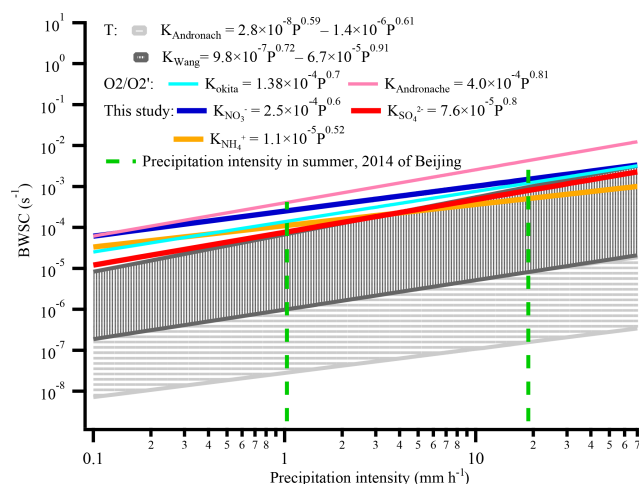 T: K_Andronach = 2.8×10^-8P^0.59 – 1.4×10^-6P^0.61
K_Wang= 9.8×10^-7P^0.72 – 6.7×10^-5P^0.91
O2/O2': K_okita = 1.38×10^-4P^0.7 K_Andronache = 4.0×10^-4P^0.81
This study: K_NO3^- = 2.5×10^-4P^0.6 K_SO4^2- = 7.6×10^-5P^0.8
K_NH4^+ = 1.1×10^-5P^0.52
Precipitation intensity in summer, 2014 of Beijing
BWSC (s^-1)
10^1
10^0
10^-1
10^-2
10^-3
10^-4
10^-5
10^-6
10^-7
10^-8
0.1 2 3 4 5 6 7 8 1 2 3 4 5 6 7 8 10 2 3 4 5 6 7
Precipitation intensity (mm h^-1)